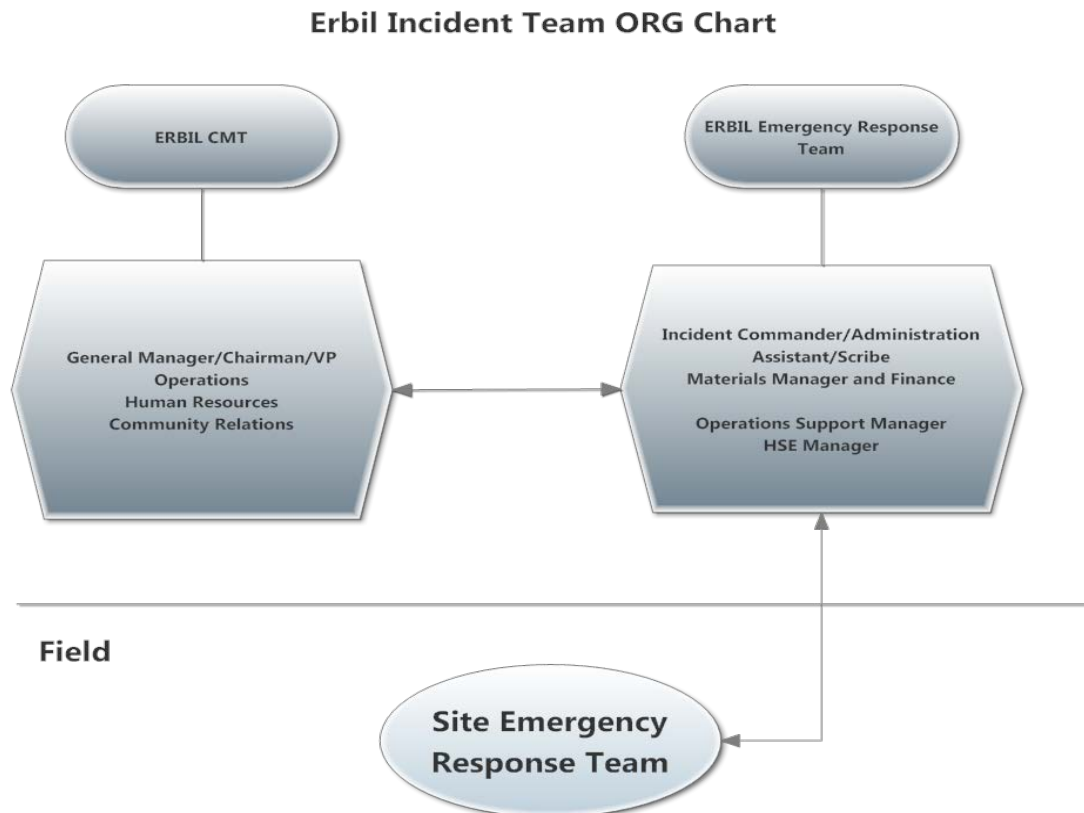 Erbil Incident Team ORG Chart
ERBIL CMT
ERBIL Emergency Response
Team
General Manager/Chairman/VP
Operations
Human Resources
Community Relations
Incident Commander/Administration
Assistant/Scribe
Materials Manager and Finance
Operations Support Manager
HSE Manager
Field
Site Emergency
Response Team